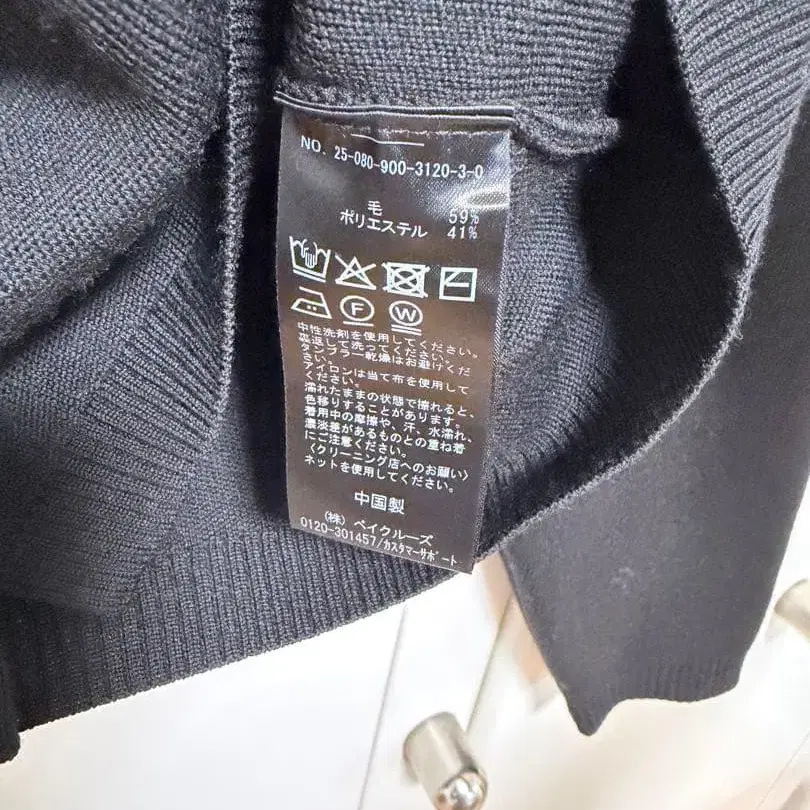 NO. 25-080-900-3120-3-0
毛 59%
ポリエステル 41%
F W
中性洗剤を使用してください。
裏返して洗ってください。
タンブラー乾燥はお避けくだ
さい。
アイロンは当て布を使用して
ください。
濡れたままの状態で擦れると、
色移りすることがあります。
着用中の摩擦や、汗、水濡れ、
濃淡差があるものとの重ね着
にご注意ください。
〈クリーニング店へのお願い〉
ネットを使用してください。
中国製
(株) ベイクルーズ
0120-301457/カスタマーサポート